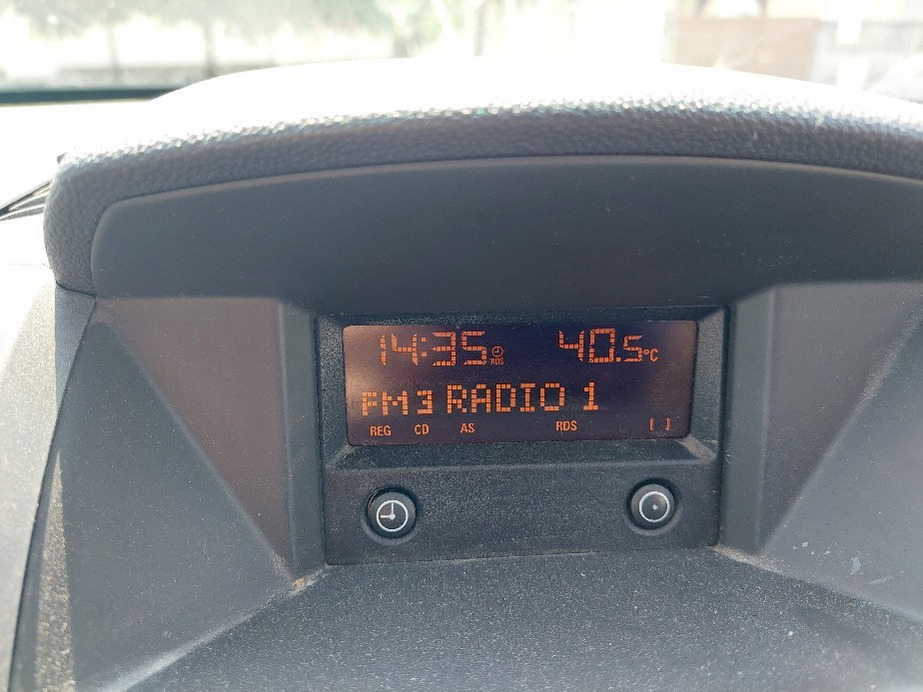 14:35 RDS 40.5°C
FM3 RADIO 1
REG CD AS RDS [ ]